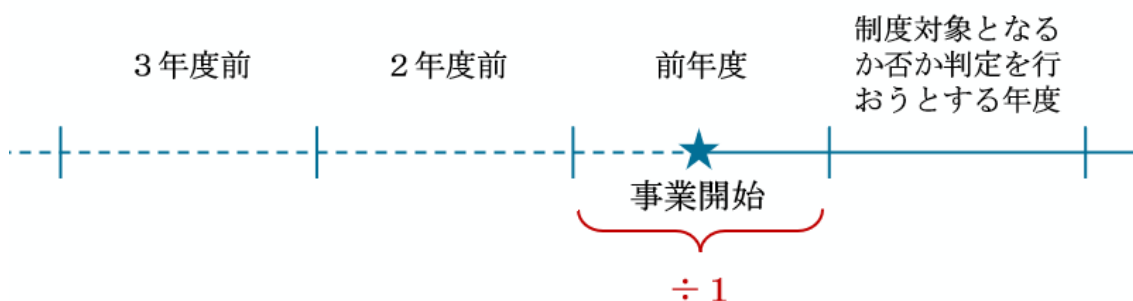 3年度前
2年度前
前年度
制度対象となる
か否か判定を行
おうとする年度
事業開始
÷1